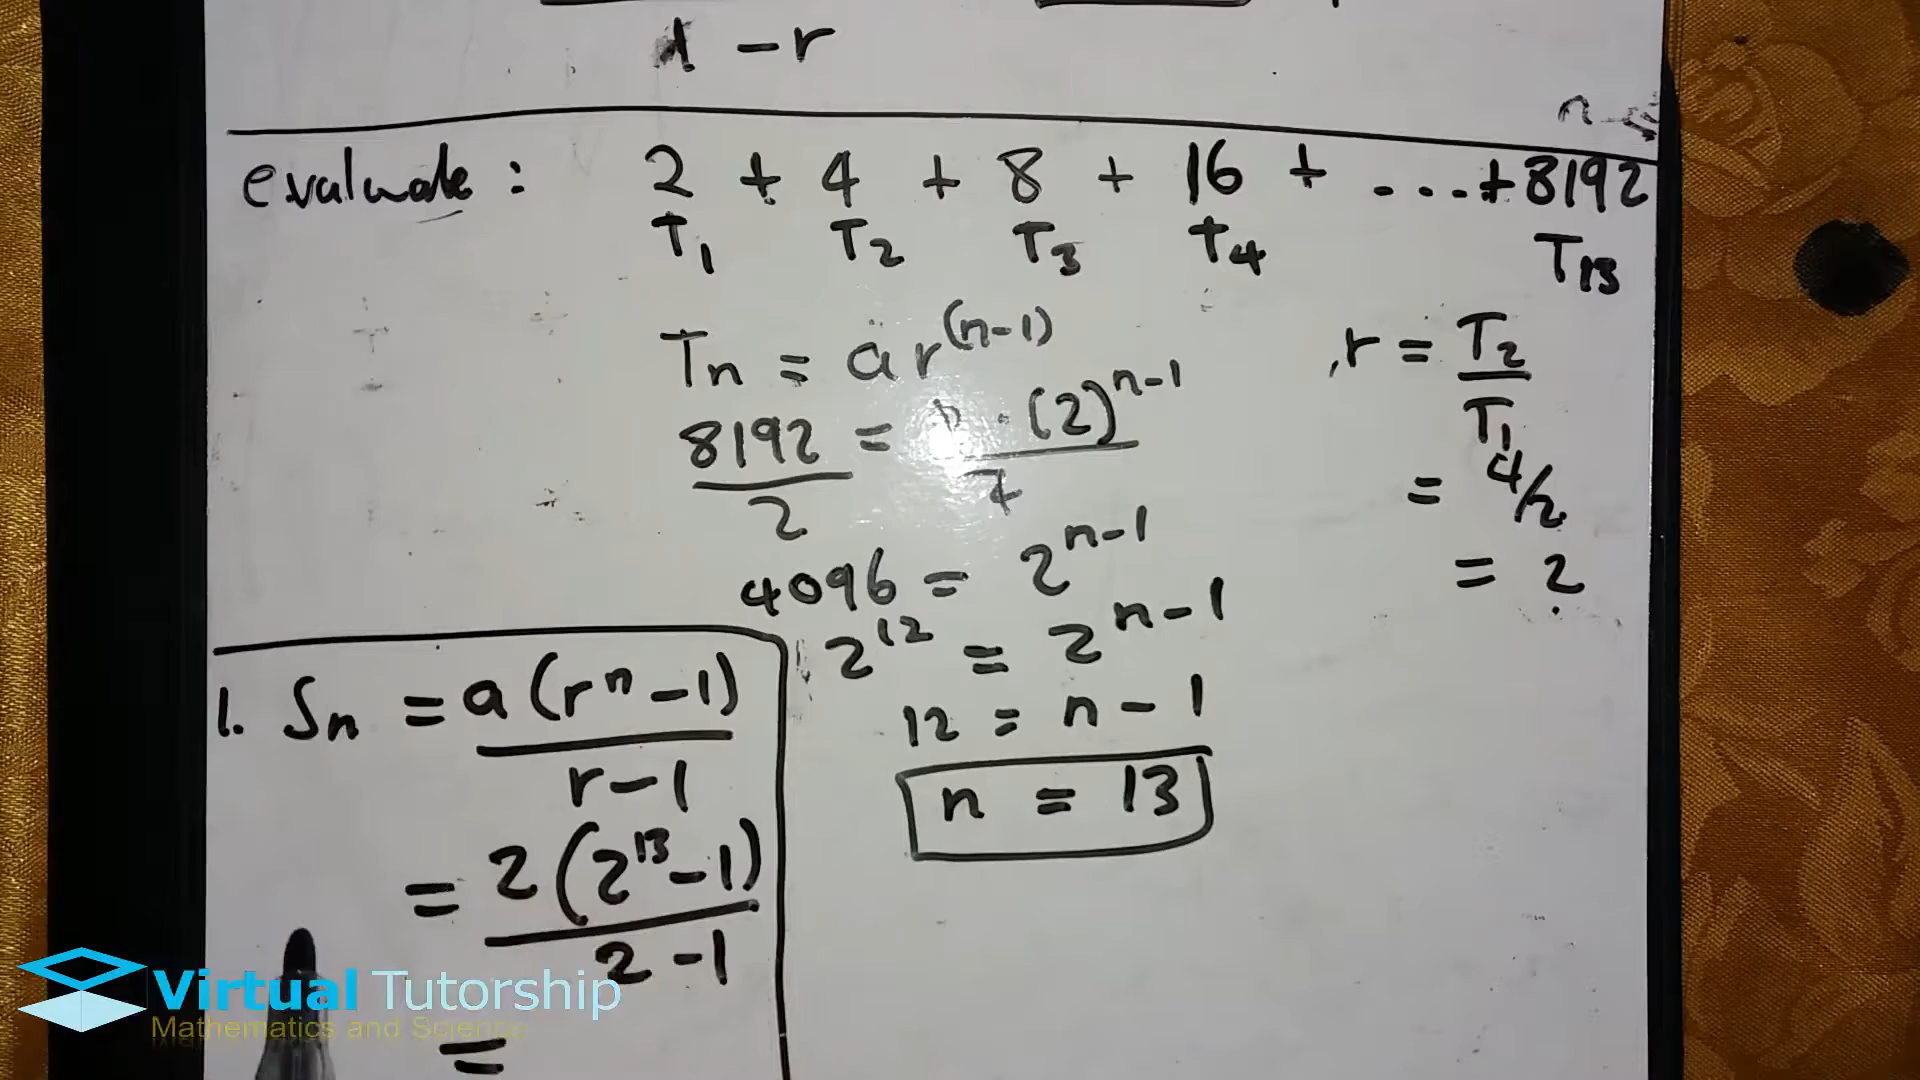 1 - r
evaluate: 2 + 4 + 8 + 16 + ... + 8192
T1 T2 T3 T4 T13
Tn = ar^(n-1)
8192/2 = (2)^n-1
4096 = 2^n-1
2^12 = 2^n-1
12 = n - 1
n = 13
r = T2/T1
= 4/2
= 2
1. Sn = a(r^n - 1)/r - 1
= 2(2^13 - 1)/2 - 1
=
Virtual Tutorship
Mathematics and Science